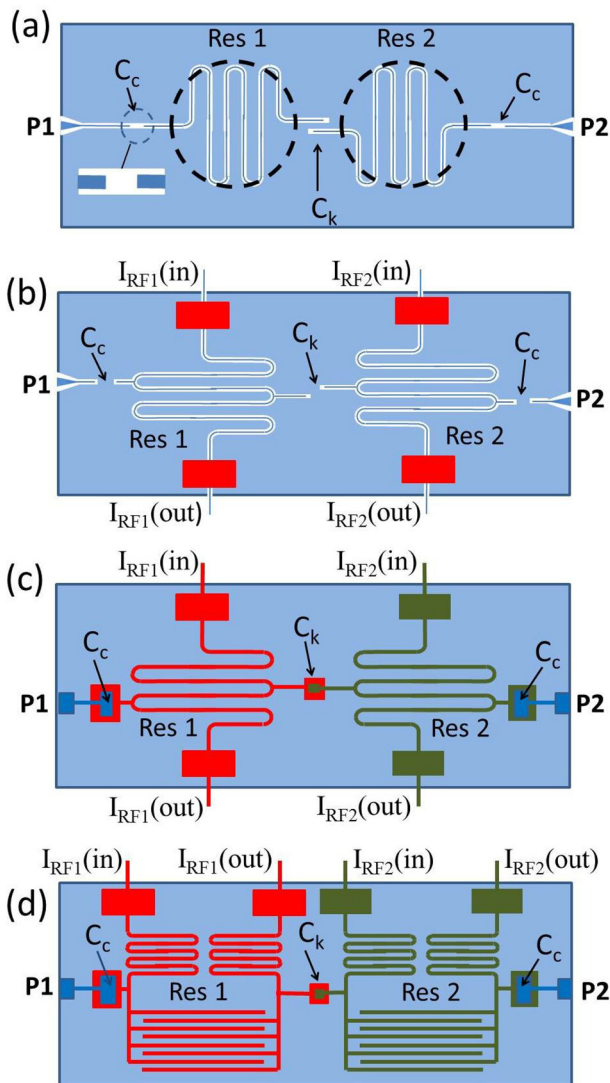 (a)
Res 1
Res 2
C_c
C_c
P1
P2
C_k
I_RF1(in)
I_RF2(in)
(b)
C_c
C_k
C_c
P1
P2
Res 1
Res 2
I_RF1(out)
I_RF2(out)
(c)
I_RF1(in)
I_RF2(in)
C_c
C_k
C_c
P1
P2
Res 1
Res 2
I_RF1(out)
I_RF2(out)
I_RF1(in)
I_RF1(out)
I_RF2(in)
I_RF2(out)
(d)
C_c
C_k
C_c
P1
Res 1
Res 2
P2